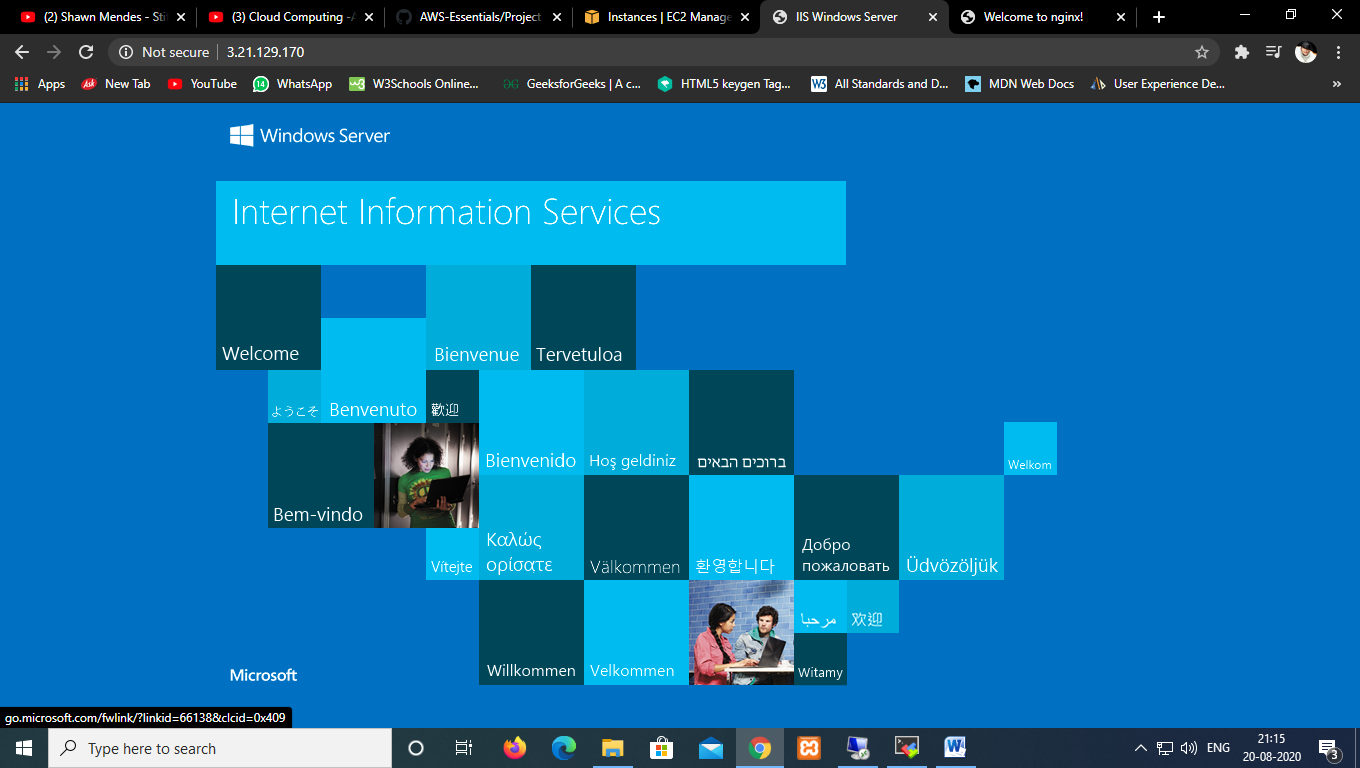 (2) Shawn Mendes - Sti
(3) Cloud Computing -
AWS-Essentials/Project
Instances | EC2 Manage
IIS Windows Server
Welcome to nginx!
Not secure
3.21.129.170
Apps
Ask
New Tab
YouTube
14
WhatsApp
W3Schools Online...
GeeksforGeeks | A c...
HTML5 keygen Tag...
W3
All Standards and D...
MDN Web Docs
User Experience De...
»
Windows Server
Internet Information Services
Welcome
Bienvenue
Tervetuloa
ようこそ
Benvenuto
歡迎
Bienvenido
Hoş geldiniz
ברוכים הבאים
Welkom
Bem-vindo
Vítejte
Καλώς
ορίσατε
Välkommen
환영합니다
Добро
пожаловать
Üdvözöljük
Willkommen
Velkommen
مرحبا
欢迎
Witamy
Microsoft
go.microsoft.com/fwlink/?linkid=66138&clcid=0x409
Type here to search
ENG
21:15
20-08-2020
3